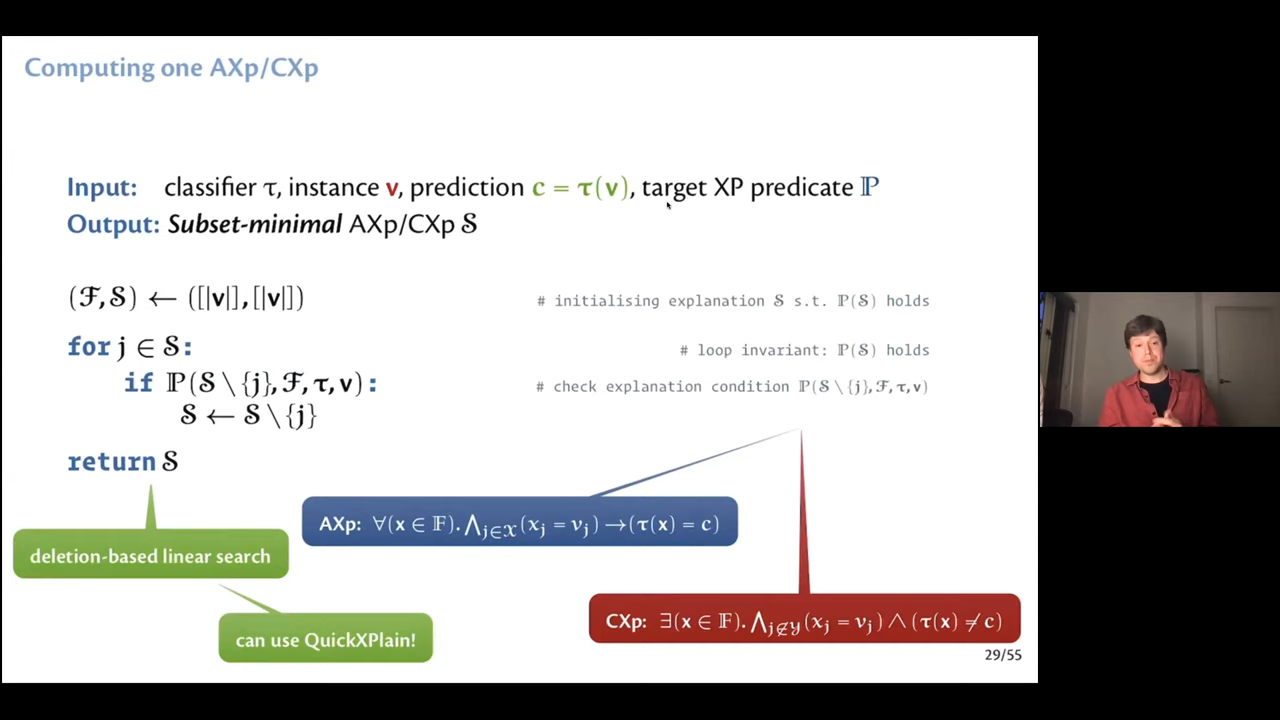 Computing one AXp/CXp
Input: classifier τ, instance v, prediction c = τ(v), target XP predicate ℙ
Output: Subset-minimal AXp/CXp 𝒮
(ℱ, 𝒮) ← ([|v|], [|v|]) # initialising explanation 𝒮 s.t. ℙ(𝒮) holds
for j ∈ 𝒮: # loop invariant: ℙ(𝒮) holds
if ℙ(𝒮 \ {j}, ℱ, τ, v): # check explanation condition ℙ(𝒮 \ {j}, ℱ, τ, v)
𝒮 ← 𝒮 \ {j}
return 𝒮
AXp: ∀(x ∈ 𝔽). ⋀j∈𝒳(xj = vj) → (τ(x) = c)
deletion-based linear search
CXp: ∃(x ∈ 𝔽). ⋀j∉𝒴(xj = vj) ∧ (τ(x) ≠ c)
can use QuickXPlain!
29/55